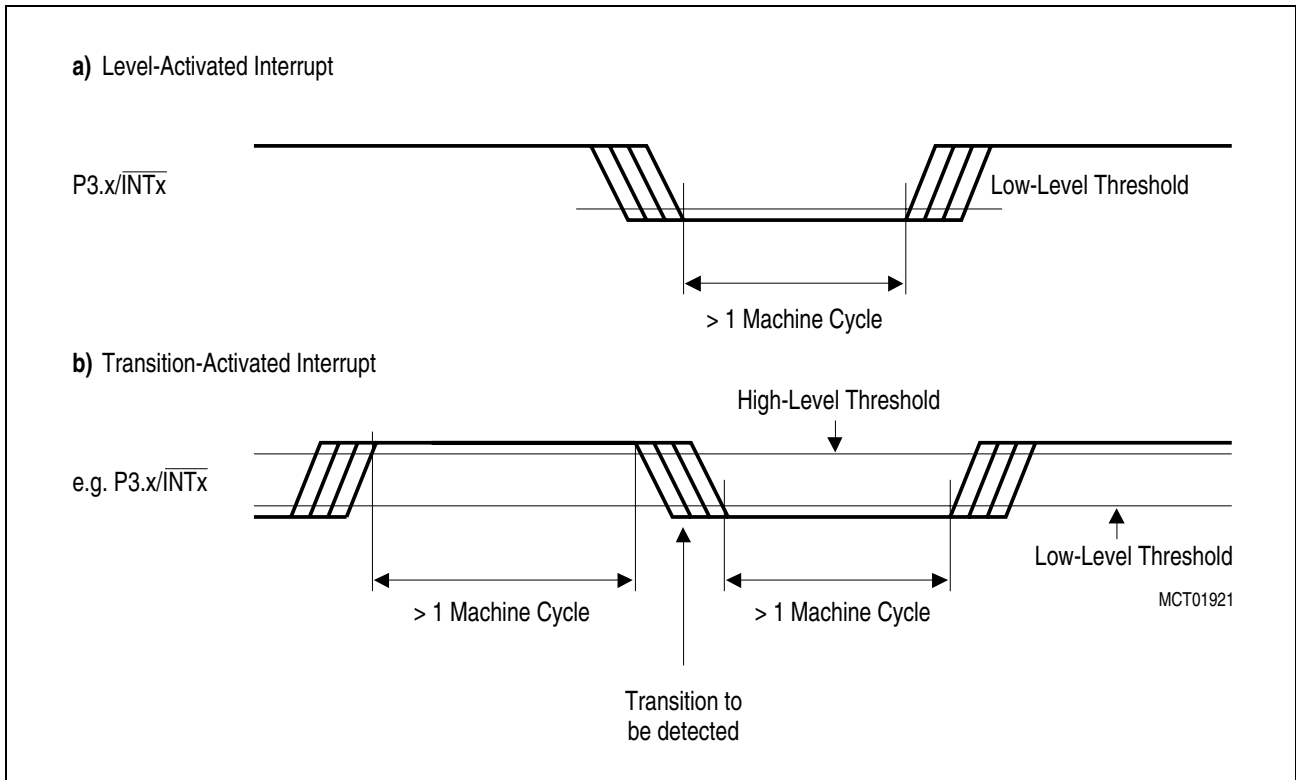 a) Level-Activated Interrupt
P3.x/INTx
Low-Level Threshold
> 1 Machine Cycle
b) Transition-Activated Interrupt
High-Level Threshold
e.g. P3.x/INTx
Low-Level Threshold
> 1 Machine Cycle
> 1 Machine Cycle
MCT01921
Transition to
be detected